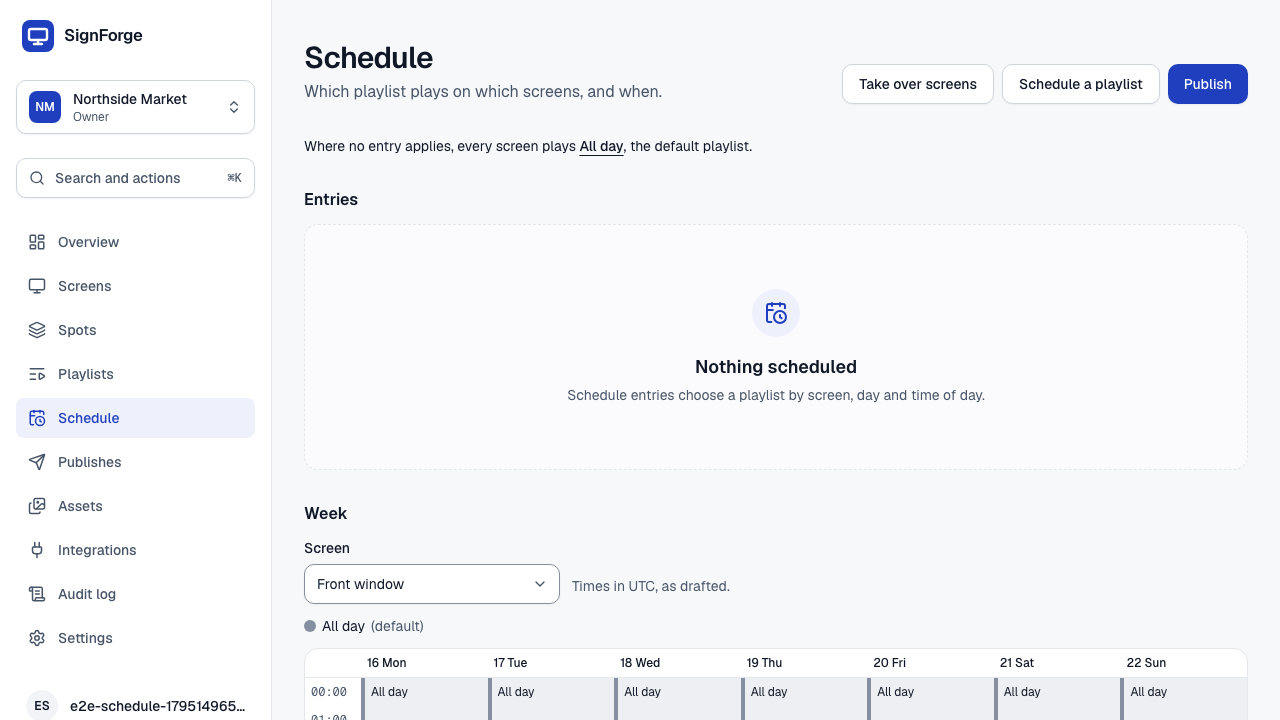 SignForge
NM
Northside Market
Owner
Search and actions
⌘K
Overview
Screens
Spots
Playlists
Schedule
Publishes
Assets
Integrations
Audit log
Settings
ES
e2e-schedule-179514965…
Schedule
Which playlist plays on which screens, and when.
Take over screens
Schedule a playlist
Publish
Where no entry applies, every screen plays All day, the default playlist.
Entries
Nothing scheduled
Schedule entries choose a playlist by screen, day and time of day.
Week
Screen
Front window
Times in UTC, as drafted.
All day (default)
16 Mon 17 Tue 18 Wed 19 Thu 20 Fri 21 Sat 22 Sun
00:00 All day All day All day All day All day All day All day
01:00